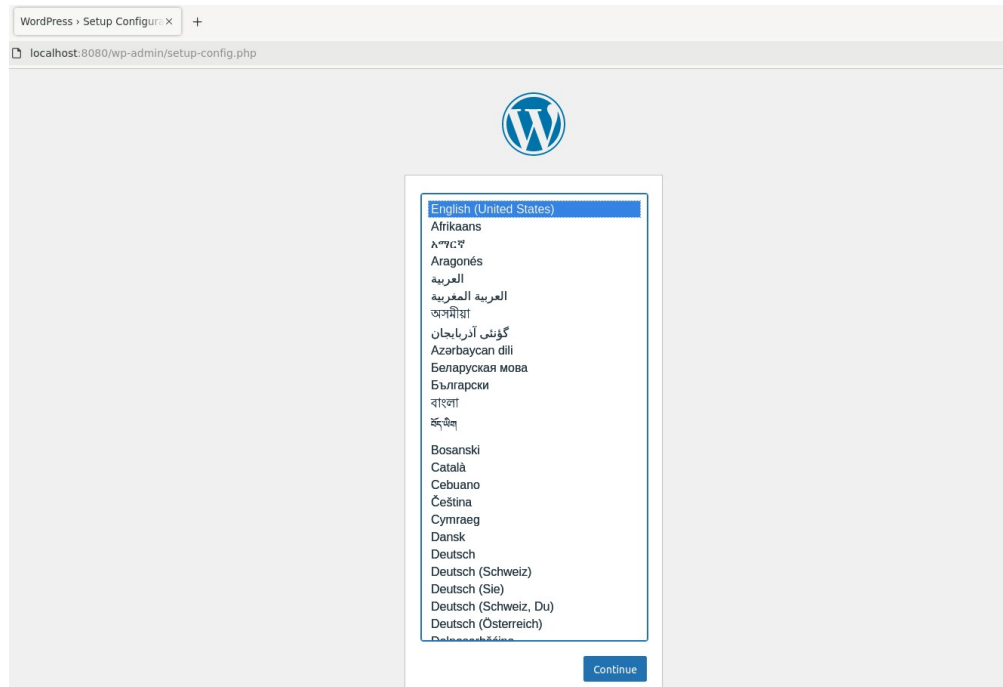 WordPress › Setup Configura
localhost:8080/wp-admin/setup-config.php
English (United States)
Afrikaans
አማርኛ
Aragonés
العربية
العربية المغربية
অসমীয়া
گؤنئی آذربایجان
Azərbaycan dili
Беларуская мова
Български
বাংলা
བོད་ཡིག
Bosanski
Català
Cebuano
Čeština
Cymraeg
Dansk
Deutsch
Deutsch (Schweiz)
Deutsch (Sie)
Deutsch (Schweiz, Du)
Deutsch (Österreich)
Continue